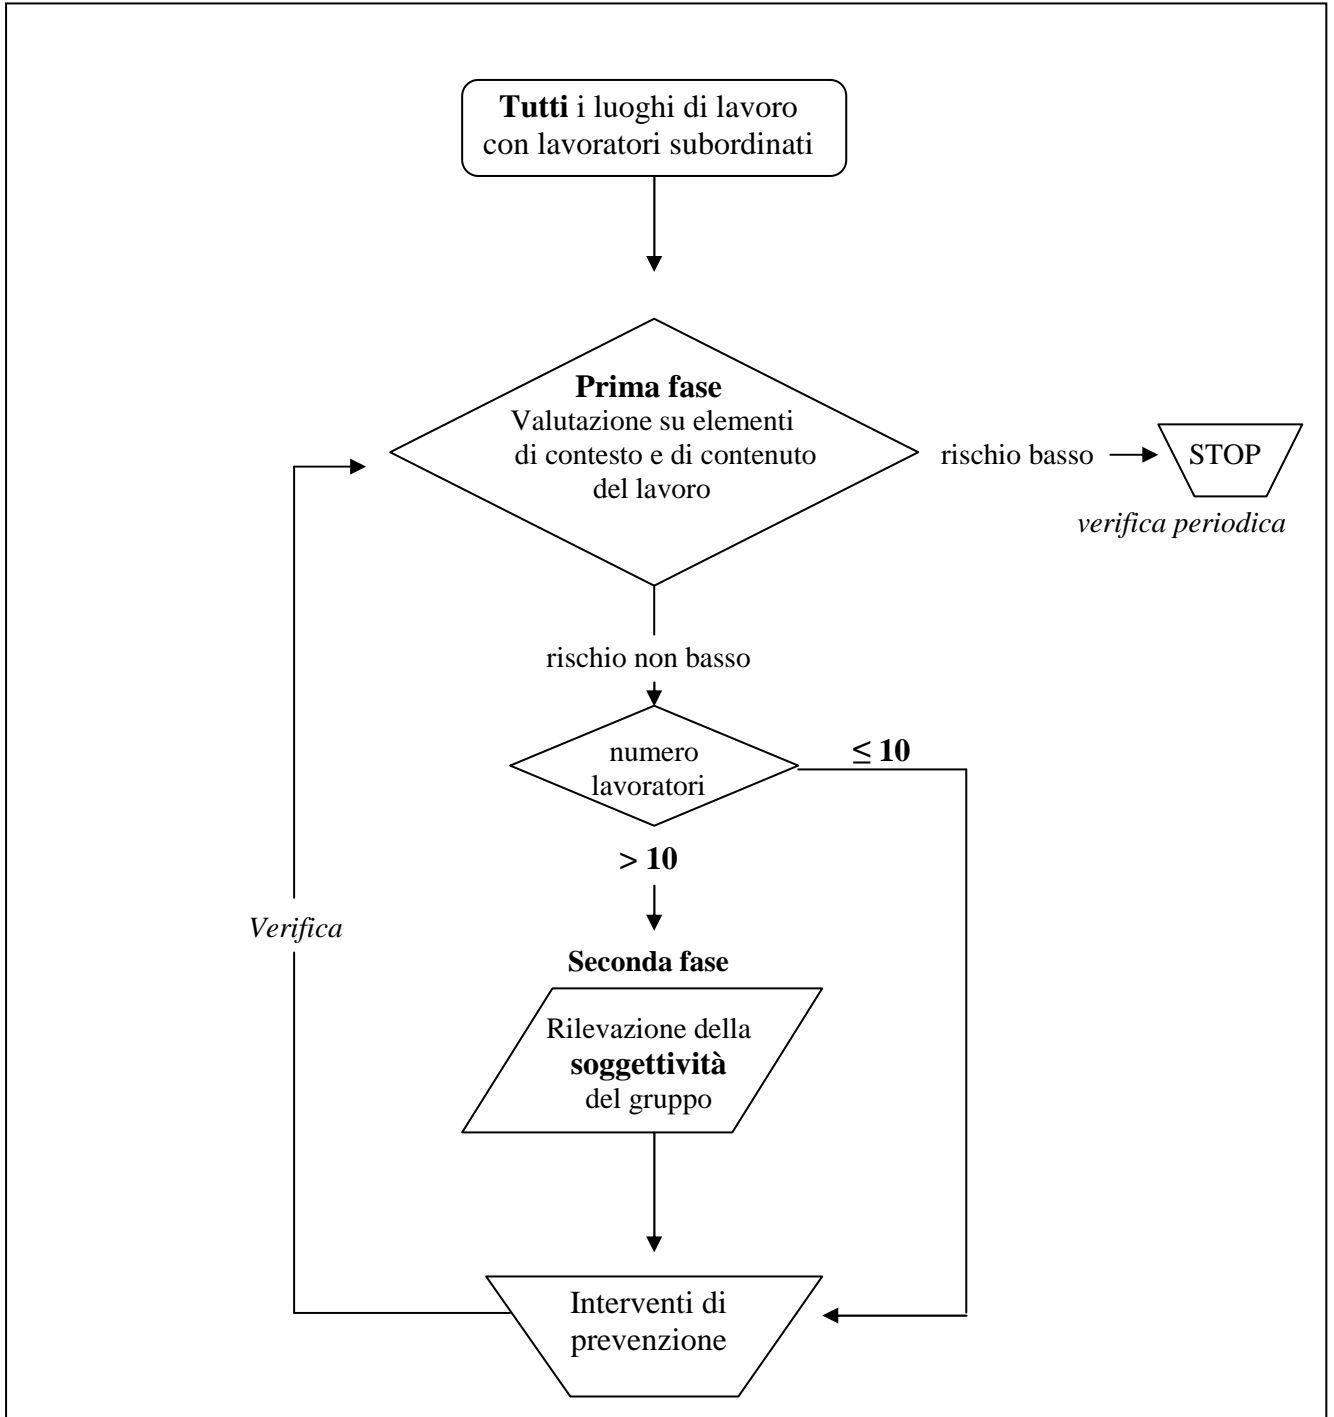 Tutti i luoghi di lavoro
con lavoratori subordinati
Prima fase
Valutazione su elementi
di contesto e di contenuto
del lavoro
rischio basso
STOP
verifica periodica
rischio non basso
numero
lavoratori
≤ 10
> 10
Verifica
Seconda fase
Rilevazione della
soggettività
del gruppo
Interventi di
prevenzione